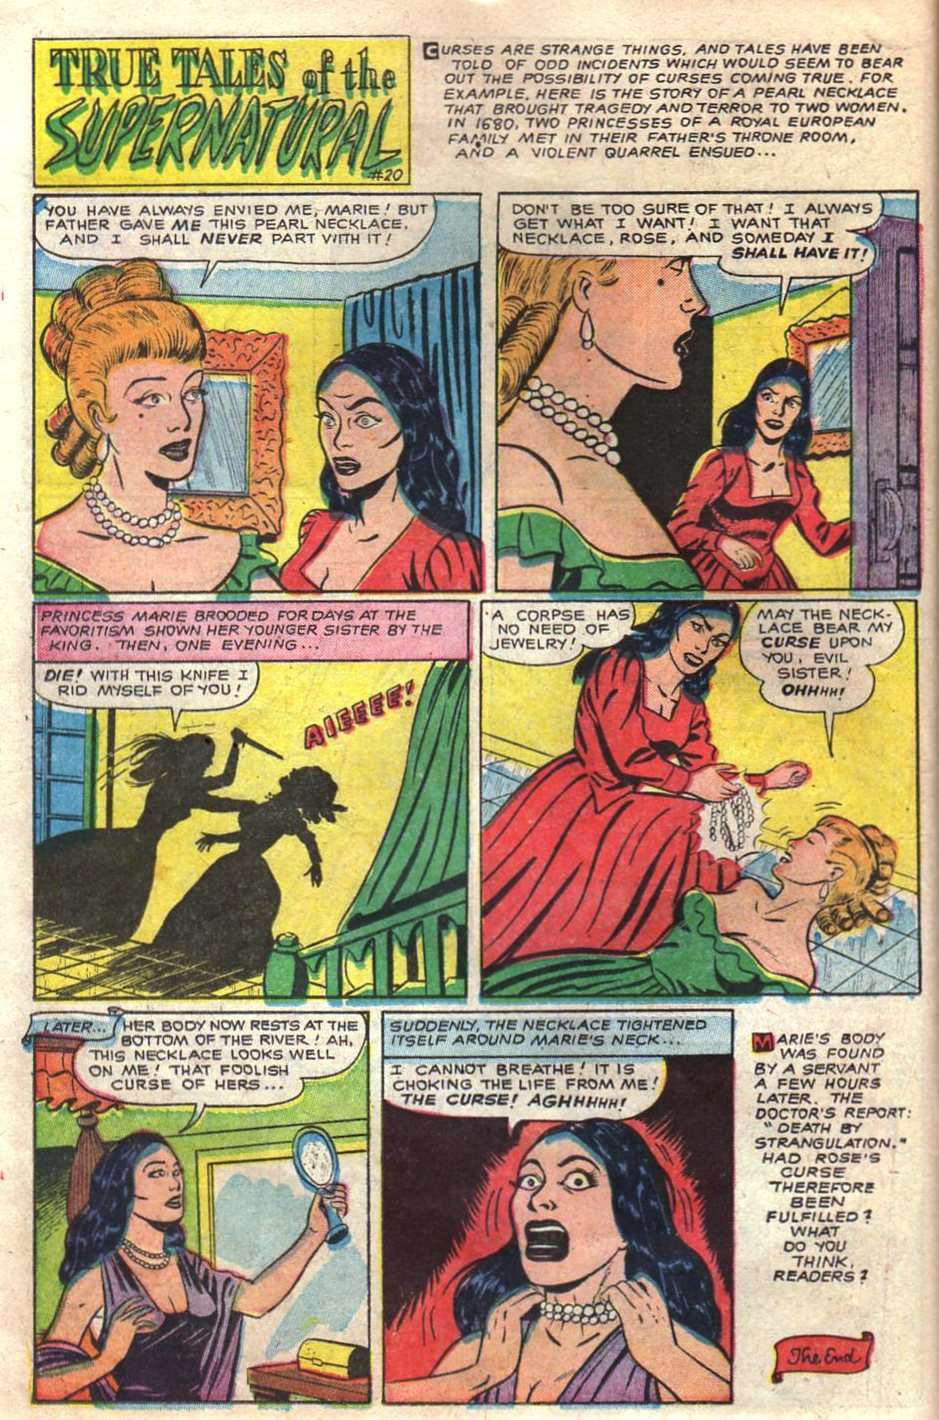 TRUE TALES of the
SUPERNATURAL
#20
CURSES ARE STRANGE THINGS, AND TALES HAVE BEEN
TOLD OF ODD INCIDENTS WHICH WOULD SEEM TO BEAR
OUT THE POSSIBILITY OF CURSES COMING TRUE. FOR
EXAMPLE, HERE IS THE STORY OF A PEARL NECKLACE
THAT BROUGHT TRAGEDY AND TERROR TO TWO WOMEN.
IN 1680, TWO PRINCESSES OF A ROYAL EUROPEAN
FAMILY MET IN THEIR FATHER'S THRONE ROOM,
AND A VIOLENT QUARREL ENSUED...
YOU HAVE ALWAYS ENVIED ME, MARIE! BUT
FATHER GAVE ME THIS PEARL NECKLACE,
AND I SHALL NEVER PART WITH IT!
DON'T BE TOO SURE OF THAT! I ALWAYS
GET WHAT I WANT! I WANT THAT
NECKLACE, ROSE, AND SOMEDAY I
SHALL HAVE IT!
PRINCESS MARIE BROODED FOR DAYS AT THE
FAVORITISM SHOWN HER YOUNGER SISTER BY THE
KING. THEN, ONE EVENING...
DIE! WITH THIS KNIFE I
RID MYSELF OF YOU!
AIEEEEE!
A CORPSE HAS
NO NEED OF
JEWELRY!
MAY THE NECK-
LACE BEAR MY
CURSE UPON
YOU, EVIL
SISTER!
OHHHH!
LATER...
HER BODY NOW RESTS AT THE
BOTTOM OF THE RIVER! AH,
THIS NECKLACE LOOKS WELL
ON ME! THAT FOOLISH
CURSE OF HERS...
SUDDENLY, THE NECKLACE TIGHTENED
ITSELF AROUND MARIE'S NECK...
I CANNOT BREATHE! IT IS
CHOKING THE LIFE FROM ME!
THE CURSE! AGHHHHH!
MARIE'S BODY
WAS FOUND
BY A SERVANT
A FEW HOURS
LATER. THE
DOCTOR'S REPORT:
"DEATH BY
STRANGULATION."
HAD ROSE'S
CURSE
THEREFORE
BEEN
FULFILLED?
WHAT
DO YOU
THINK,
READERS?
The End